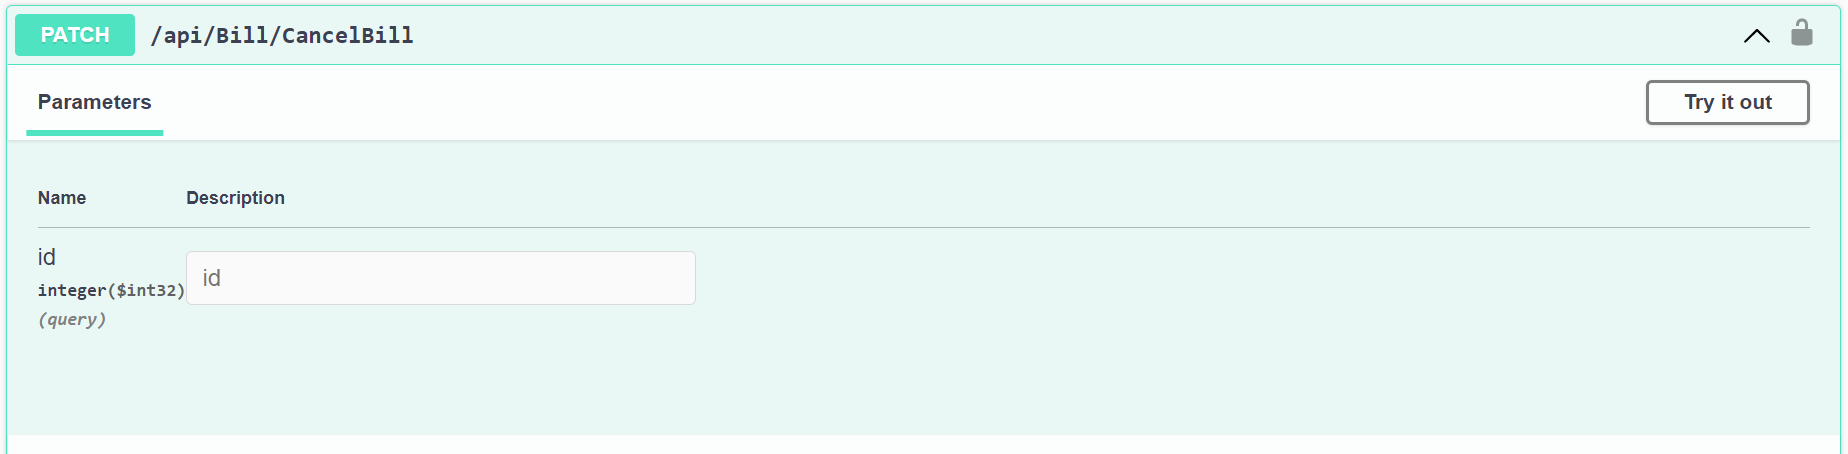 PATCH /api/Bill/CancelBill
Parameters
Try it out
Name Description
id
integer($int32)
(query)
id